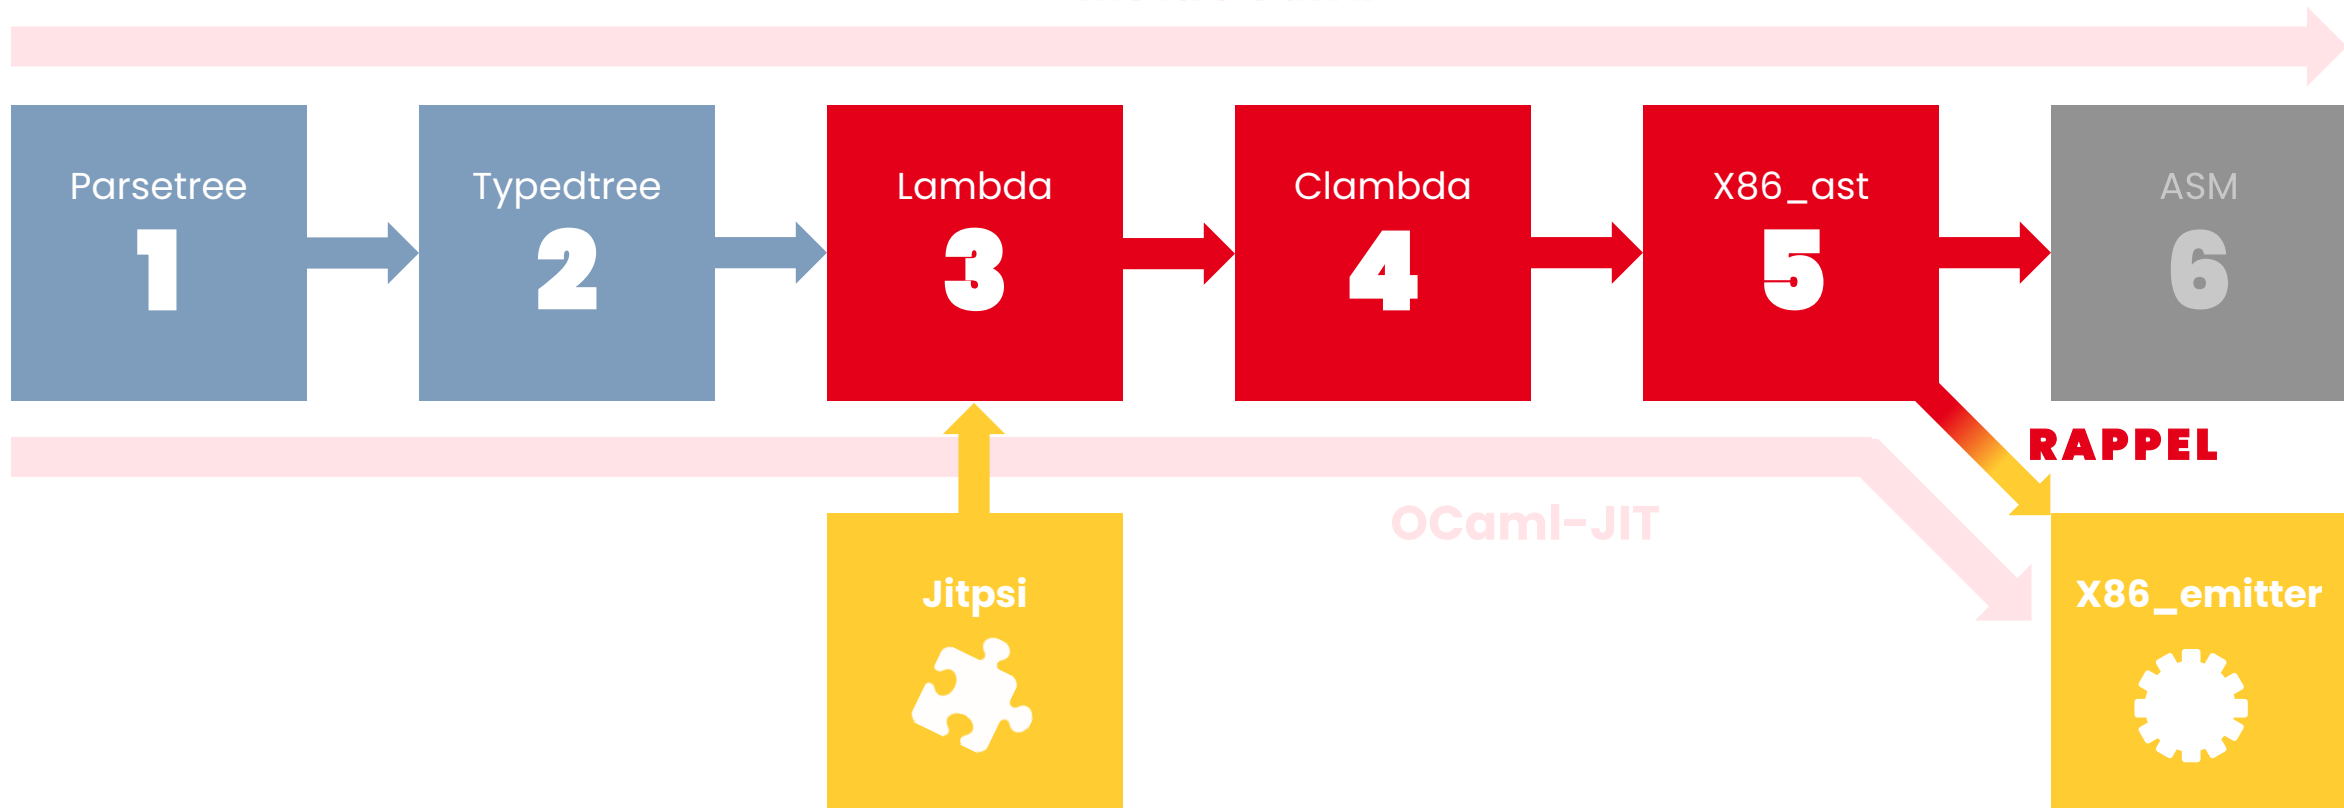 Parsetree
1
Typedtree
2
Lambda
3
Clambda
4
X86_ast
5
ASM
6
RAPPEL
OCaml-JIT
Jitpsi
X86_emitter